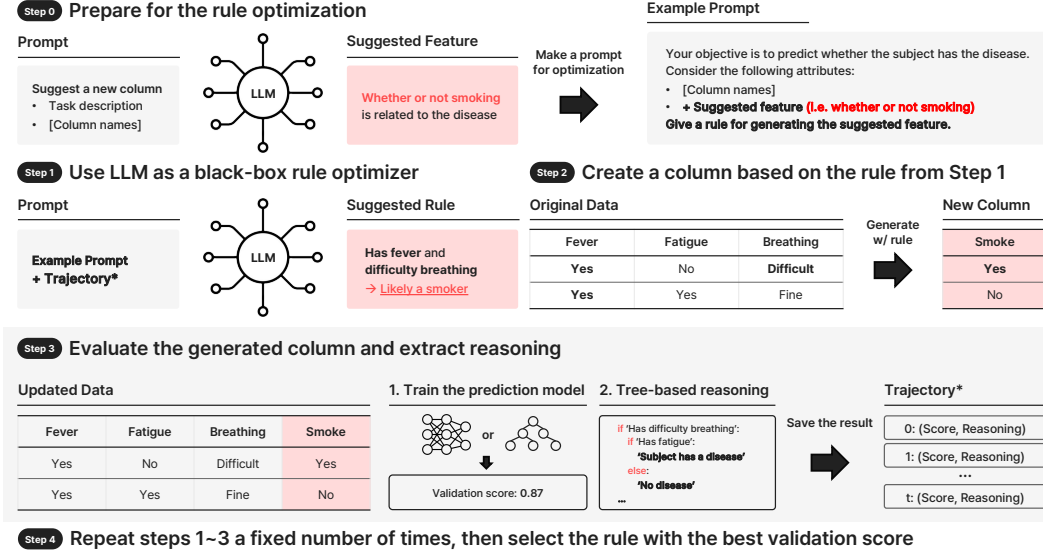 Step 0 Prepare for the rule optimization
Prompt
Suggest a new column
• Task description
• [Column names]
LLM
Suggested Feature
Whether or not smoking
is related to the disease
Make a prompt
for optimization
Example Prompt
Your objective is to predict whether the subject has the disease.
Consider the following attributes:
• [Column names]
• + Suggested feature (i.e. whether or not smoking)
Give a rule for generating the suggested feature.
Step 1 Use LLM as a black-box rule optimizer
Prompt
Example Prompt
+ Trajectory*
LLM
Suggested Rule
Has fever and
difficulty breathing
→ Likely a smoker
Step 2 Create a column based on the rule from Step 1
Original Data
Fever Fatigue Breathing
Yes No Difficult
Yes Yes Fine
Generate
w/ rule
New Column
Smoke
Yes
No
Step 3 Evaluate the generated column and extract reasoning
Updated Data
Fever Fatigue Breathing Smoke
Yes No Difficult Yes
Yes Yes Fine No
1. Train the prediction model
or
Validation score: 0.87
2. Tree-based reasoning
if 'Has difficulty breathing':
if 'Has fatigue':
'Subject has a disease'
else:
'No disease'
...
Save the result
Trajectory*
0: (Score, Reasoning)
1: (Score, Reasoning)
...
t: (Score, Reasoning)
Step 4 Repeat steps 1~3 a fixed number of times, then select the rule with the best validation score